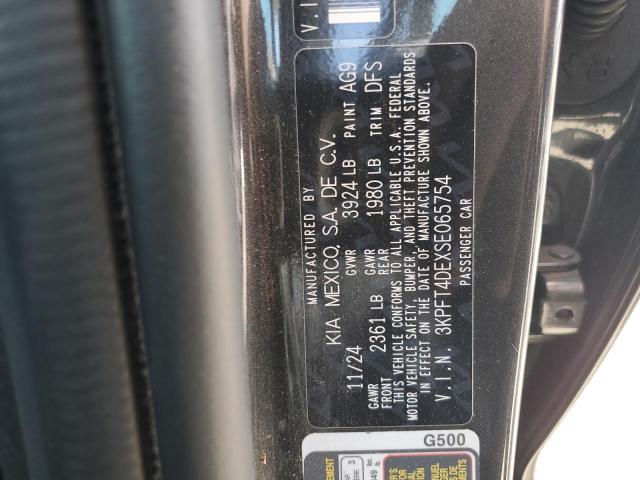 V.I
MANUFACTURED BY
KIA MEXICO, S.A. DE C.V.
11/24 GVWR 3924 LB PAINT AG9
GAWR FRONT 2361 LB GAWR REAR 1980 LB TRIM DFS
THIS VEHICLE CONFORMS TO ALL APPLICABLE U.S.A. FEDERAL
MOTOR VEHICLE SAFETY, BUMPER, AND THEFT PREVENTION STANDARDS
IN EFFECT ON THE DATE OF MANUFACTURE SHOWN ABOVE.
V.I.N. 3KPFT4DEXSE065754
PASSENGER CAR
G500